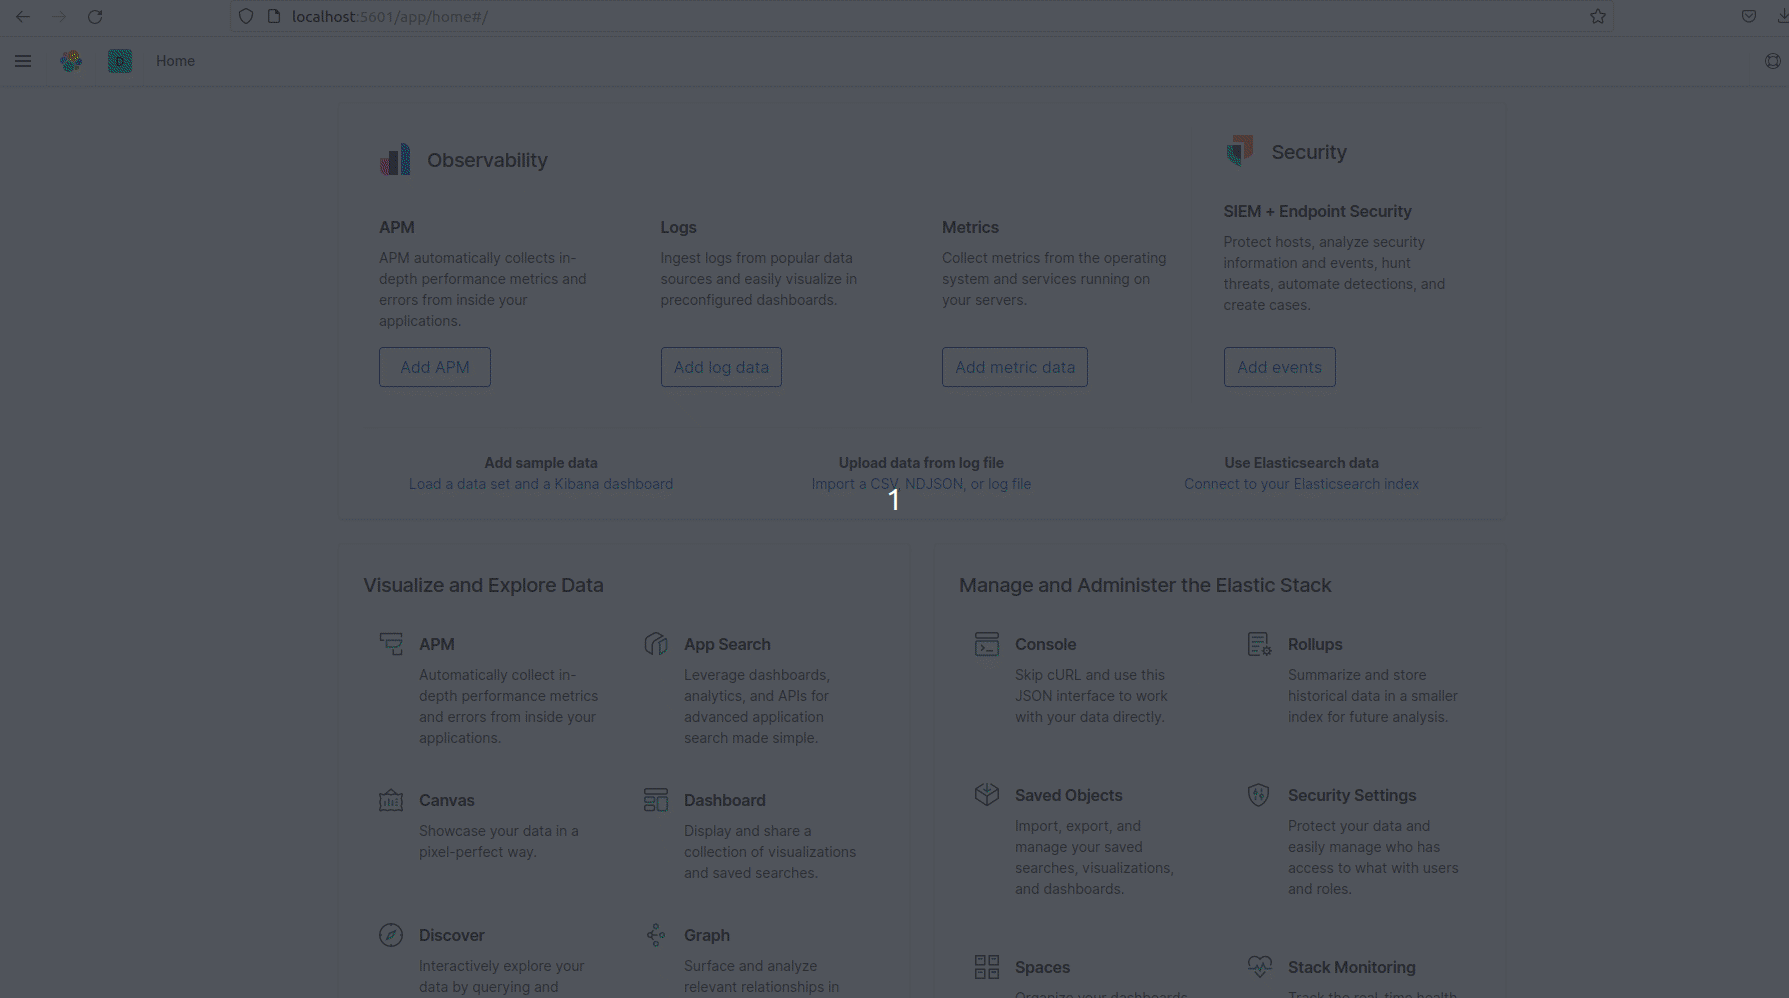 localhost:5601/app/home#/
D
Home
Observability
APM
APM automatically collects in-
depth performance metrics and
errors from inside your
applications.
Add APM
Logs
Ingest logs from popular data
sources and easily visualize in
preconfigured dashboards.
Add log data
Metrics
Collect metrics from the operating
system and services running on
your servers.
Add metric data
Security
SIEM + Endpoint Security
Protect hosts, analyze security
information and events, hunt
threats, automate detections, and
create cases.
Add events
Add sample data
Load a data set and a Kibana dashboard
Upload data from log file
Import a CSV, NDJSON, or log file
Use Elasticsearch data
Connect to your Elasticsearch index
1
Visualize and Explore Data
APM
Automatically collect in-
depth performance metrics
and errors from inside your
applications.
App Search
Leverage dashboards,
analytics, and APIs for
advanced application
search made simple.
Canvas
Showcase your data in a
pixel-perfect way.
Dashboard
Display and share a
collection of visualizations
and saved searches.
Discover
Interactively explore your
data by querying and
Graph
Surface and analyze
relevant relationships in
Manage and Administer the Elastic Stack
Console
Skip cURL and use this
JSON interface to work
with your data directly.
Rollups
Summarize and store
historical data in a smaller
index for future analysis.
Saved Objects
Import, export, and
manage your saved
searches, visualizations,
and dashboards.
Security Settings
Protect your data and
easily manage who has
access to what with users
and roles.
Spaces
Organize your dashboards
Stack Monitoring
Track the real-time health